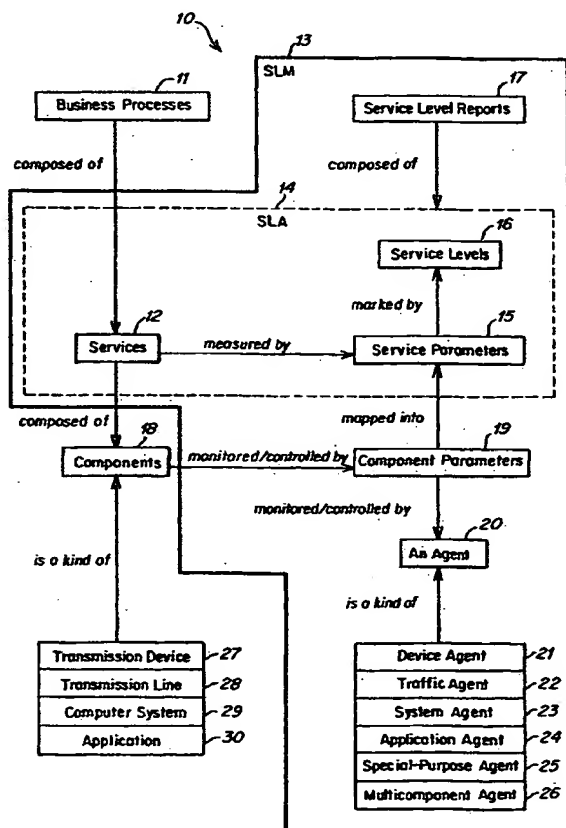 10
13
SLM
11
Business Processes
17
Service Level Reports
composed of
composed of
14
SLA
16
Service Levels
marked by
12
Services
measured by
15
Service Parameters
composed of
mapped into
18
Components
monitored/controlled by
19
Component Parameters
monitored/controlled by
20
An Agent
is a kind of
is a kind of
Transmission Device 27
Transmission Line 28
Computer System 29
Application 30
Device Agent 21
Traffic Agent 22
System Agent 23
Application Agent 24
Special-Purpose Agent 25
Multicomponent Agent 26